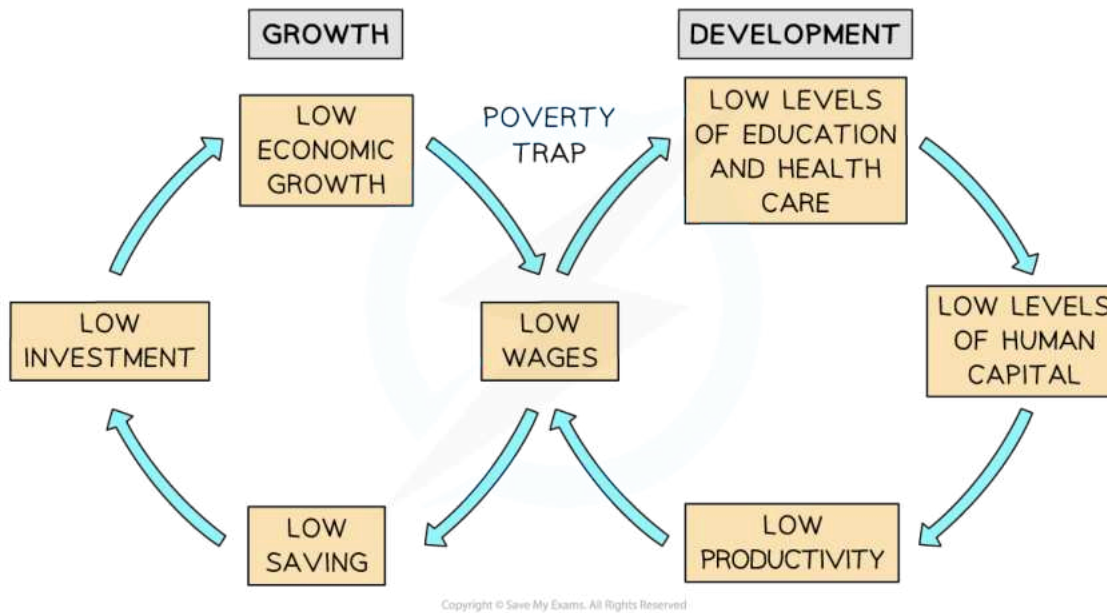 GROWTH
DEVELOPMENT
LOW
ECONOMIC
GROWTH
POVERTY
TRAP
LOW LEVELS
OF EDUCATION
AND HEALTH
CARE
LOW
INVESTMENT
LOW
WAGES
LOW LEVELS
OF HUMAN
CAPITAL
LOW
SAVING
LOW
PRODUCTIVITY
Copyright © Save My Exams. All Rights Reserved